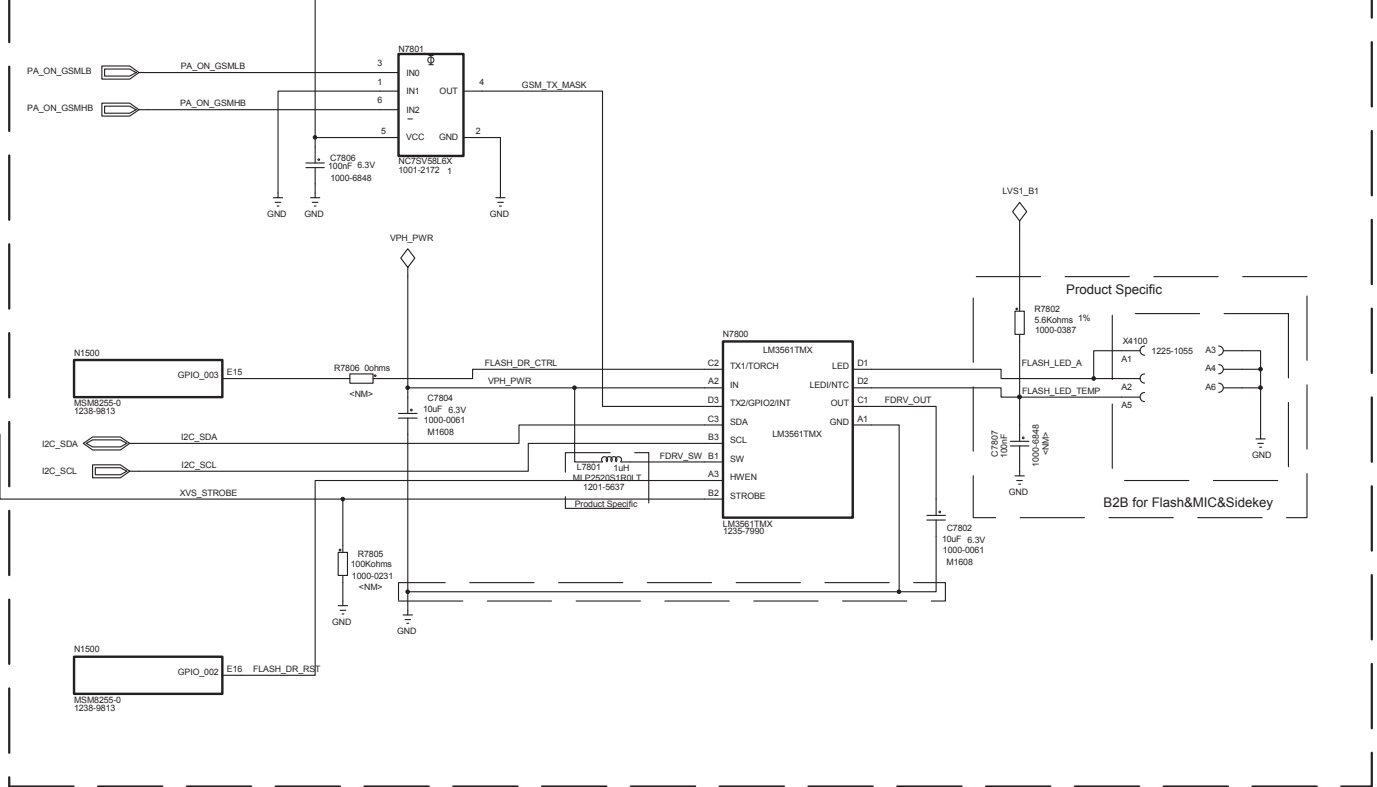 N7801
PA_ON_GSMLB
PA_ON_GSMLB
3
IN0
1
IN1
OUT
4
GSM_TX_MASK
PA_ON_GSMHB
PA_ON_GSMHB
6
IN2
5
VCC
GND
2
C7806
100nF 6.3V
1000-6848
NC7SV58L6X
1001-2172 1
GND
GND
GND
LVS1_B1
VPH_PWR
Product Specific
R7802
5.6Kohms 1%
1000-0387
N7800
LM3561TMX
X4100
1225-1055
A1
A3
A4
A2
A6
A5
N1500
GPIO_003
E15
MSM8255-0
1238-9813
R7806 0ohms
<NM>
FLASH_DR_CTRL
C2
TX1/TORCH
LED
D1
FLASH_LED_A
VPH_PWR
A2
IN
LEDI/NTC
D2
FLASH_LED_TEMP
C7804
10uF 6.3V
1000-0061
M1608
D3
TX2/GPIO2/INT
OUT
C1
FDRV_OUT
C3
SDA
GND
A1
LM3561TMX
I2C_SDA
I2C_SDA
B3
SCL
I2C_SCL
I2C_SCL
FDRV_SW
B1
SW
L7801 1uH
MLP2520S1R0LT
1201-5637
Product Specific
A3
HWEN
XVS_STROBE
B2
STROBE
LM3561TMX
1235-7990
C7807
100nF
1000-6848
<NM>
GND
GND
B2B for Flash&MIC&Sidekey
C7802
10uF 6.3V
1000-0061
M1608
R7805
100Kohms
1000-0231
<NM>
GND
GND
N1500
GPIO_002
E16
FLASH_DR_RST
MSM8255-0
1238-9813